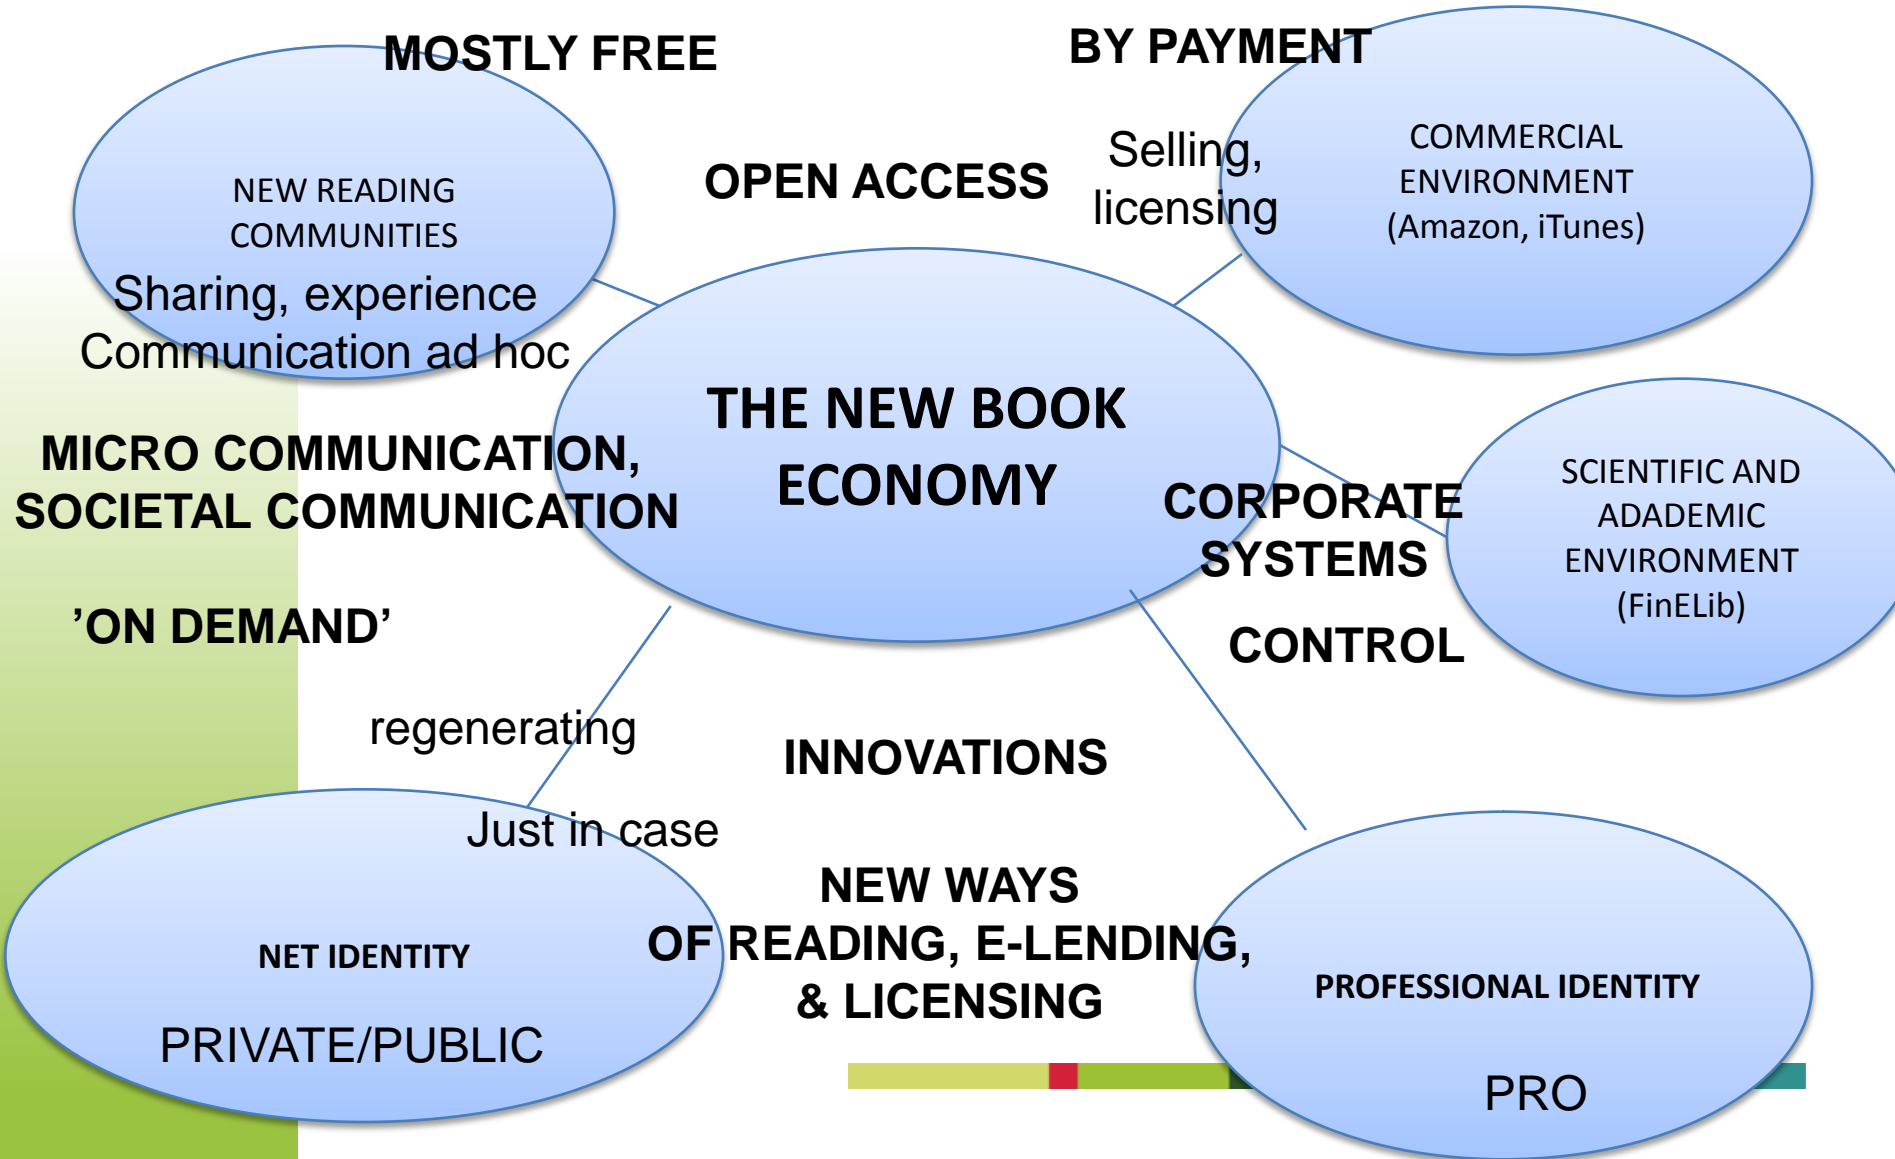 MOSTLY FREE
BY PAYMENT
NEW READING
COMMUNITIES
Sharing, experience
Communication ad hoc
OPEN ACCESS
Selling,
licensing
COMMERCIAL
ENVIRONMENT
(Amazon, iTunes)
THE NEW BOOK
ECONOMY
MICRO COMMUNICATION,
SOCIETAL COMMUNICATION
CORPORATE
SYSTEMS
CONTROL
SCIENTIFIC AND
ADADEMIC
ENVIRONMENT
(FinELib)
’ON DEMAND’
regenerating
Just in case
INNOVATIONS
NEW WAYS
OF READING, E-LENDING,
& LICENSING
NET IDENTITY
PRIVATE/PUBLIC
PROFESSIONAL IDENTITY
PRO